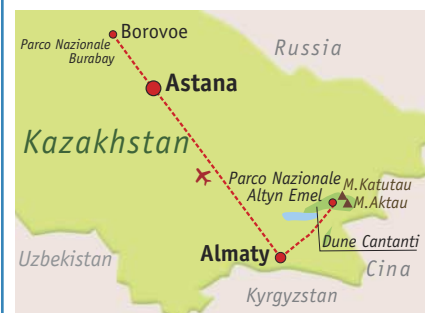 Borovoe
Parco Nazionale
Burabay
Russia
Astana
Kazakhstan
Parco Nazionale
Altyn Emel
M.Katutau
M.Aktau
Dune Cantanti
Almaty
Uzbekistan
Cina
Kyrgyzstan